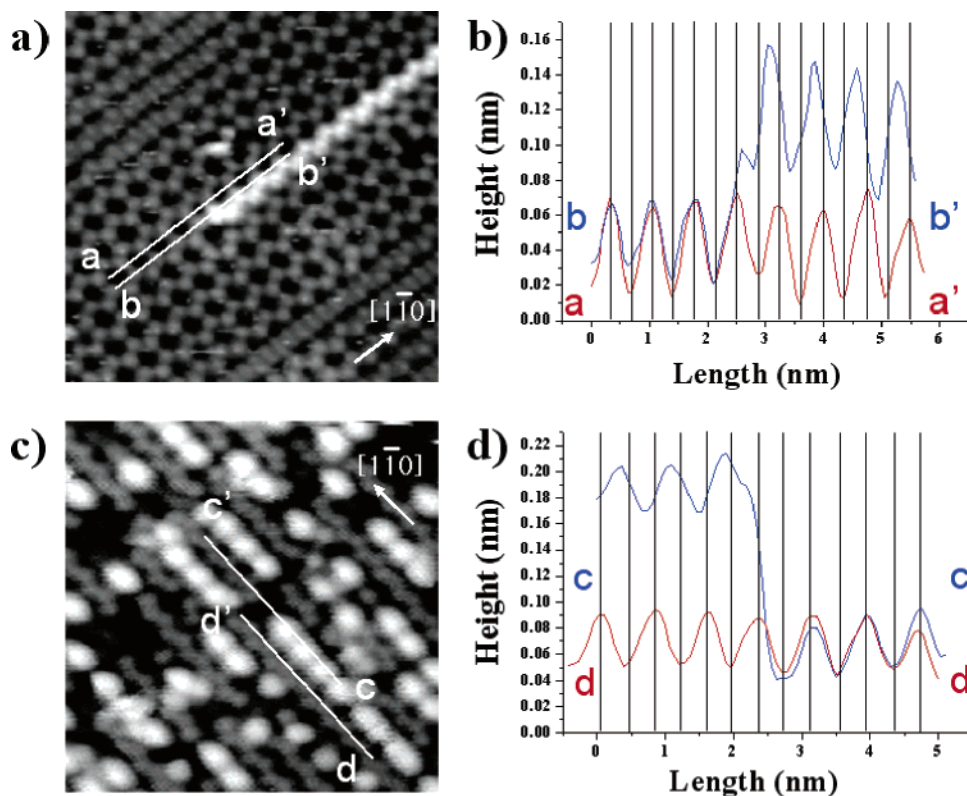 a)
a'
b'
a
b
[11̅0]
b)
Height (nm)
0.16
0.14
0.12
0.10
0.08
0.06
0.04
0.02
0.00
b
b'
a
a'
0 1 2 3 4 5 6
Length (nm)
c)
[11̅0]
c'
d'
c
d
d)
Height (nm)
0.22
0.20
0.18
0.16
0.14
0.12
0.10
0.08
0.06
0.04
0.02
0.00
c
c
d
d
0 1 2 3 4 5
Length (nm)